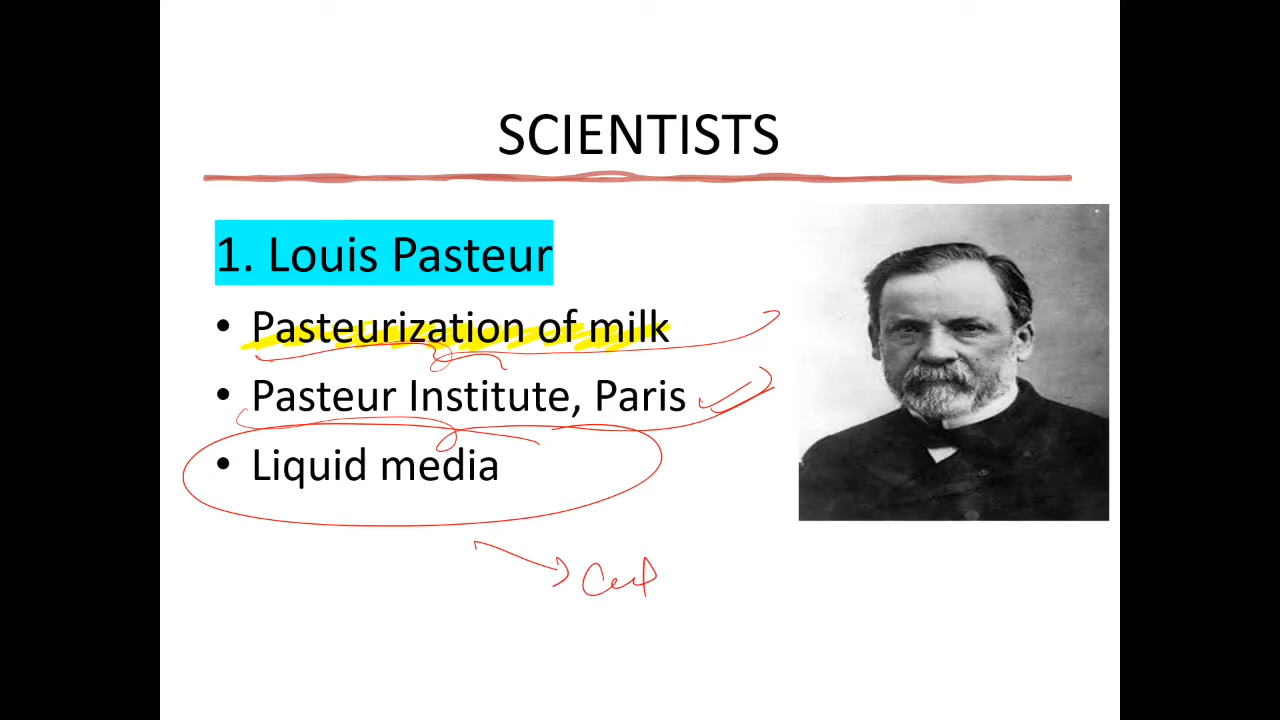 SCIENTISTS
1. Louis Pasteur
• Pasteurization of milk
• Pasteur Institute, Paris
• Liquid media